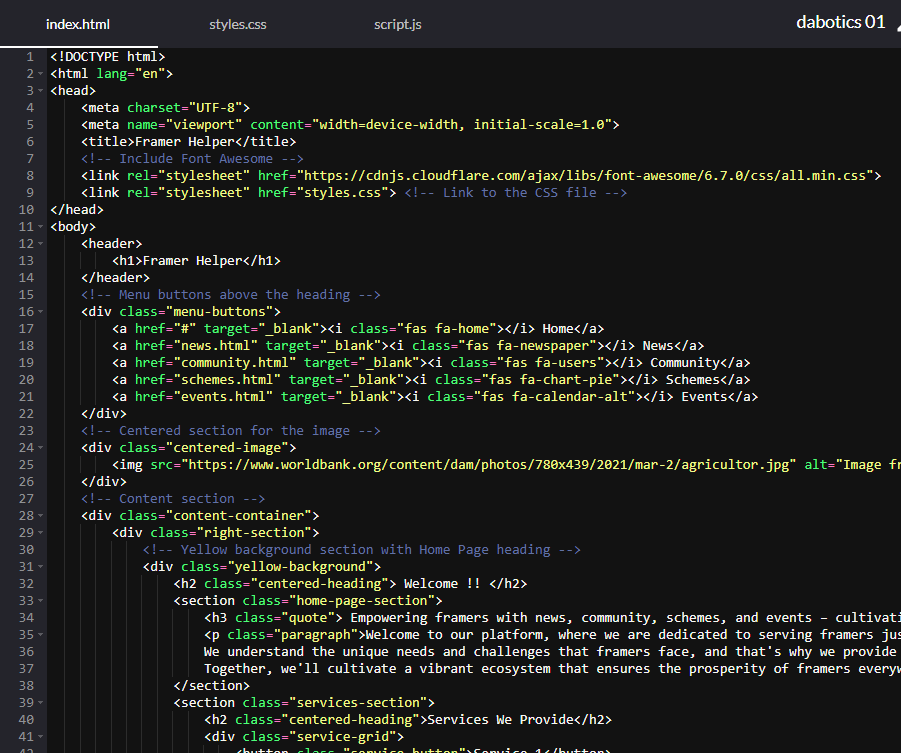 index.html styles.css script.js dabotics 01
1 <!DOCTYPE html>
2 <html lang="en">
3 <head>
4 <meta charset="UTF-8">
5 <meta name="viewport" content="width=device-width, initial-scale=1.0">
6 <title>Framer Helper</title>
7 <!-- Include Font Awesome -->
8 <link rel="stylesheet" href="https://cdnjs.cloudflare.com/ajax/libs/font-awesome/6.7.0/css/all.min.css">
9 <link rel="stylesheet" href="styles.css"> <!-- Link to the CSS file -->
10 </head>
11 <body>
12 <header>
13 <h1>Framer Helper</h1>
14 </header>
15 <!-- Menu buttons above the heading -->
16 <div class="menu-buttons">
17 <a href="#" target="_blank"><i class="fas fa-home"></i> Home</a>
18 <a href="news.html" target="_blank"><i class="fas fa-newspaper"></i> News</a>
19 <a href="community.html" target="_blank"><i class="fas fa-users"></i> Community</a>
20 <a href="schemes.html" target="_blank"><i class="fas fa-chart-pie"></i> Schemes</a>
21 <a href="events.html" target="_blank"><i class="fas fa-calendar-alt"></i> Events</a>
22 </div>
23 <!-- Centered section for the image -->
24 <div class="centered-image">
25 <img src="https://www.worldbank.org/content/dam/photos/780x439/2021/mar-2/agricultor.jpg" alt="Image fr
26 </div>
27 <!-- Content section -->
28 <div class="content-container">
29 <div class="right-section">
30 <!-- Yellow background section with Home Page heading -->
31 <div class="yellow-background">
32 <h2 class="centered-heading"> Welcome !! </h2>
33 <section class="home-page-section">
34 <h3 class="quote"> Empowering framers with news, community, schemes, and events – cultivati
35 <p class="paragraph">Welcome to our platform, where we are dedicated to serving framers jus
36 We understand the unique needs and challenges that framers face, and that's why we provide
37 Together, we'll cultivate a vibrant ecosystem that ensures the prosperity of framers everyw
38 </section>
39 <section class="services-section">
40 <h2 class="centered-heading">Services We Provide</h2>
41 <div class="service-grid">
42 <button class="service-button">Service 1</button>